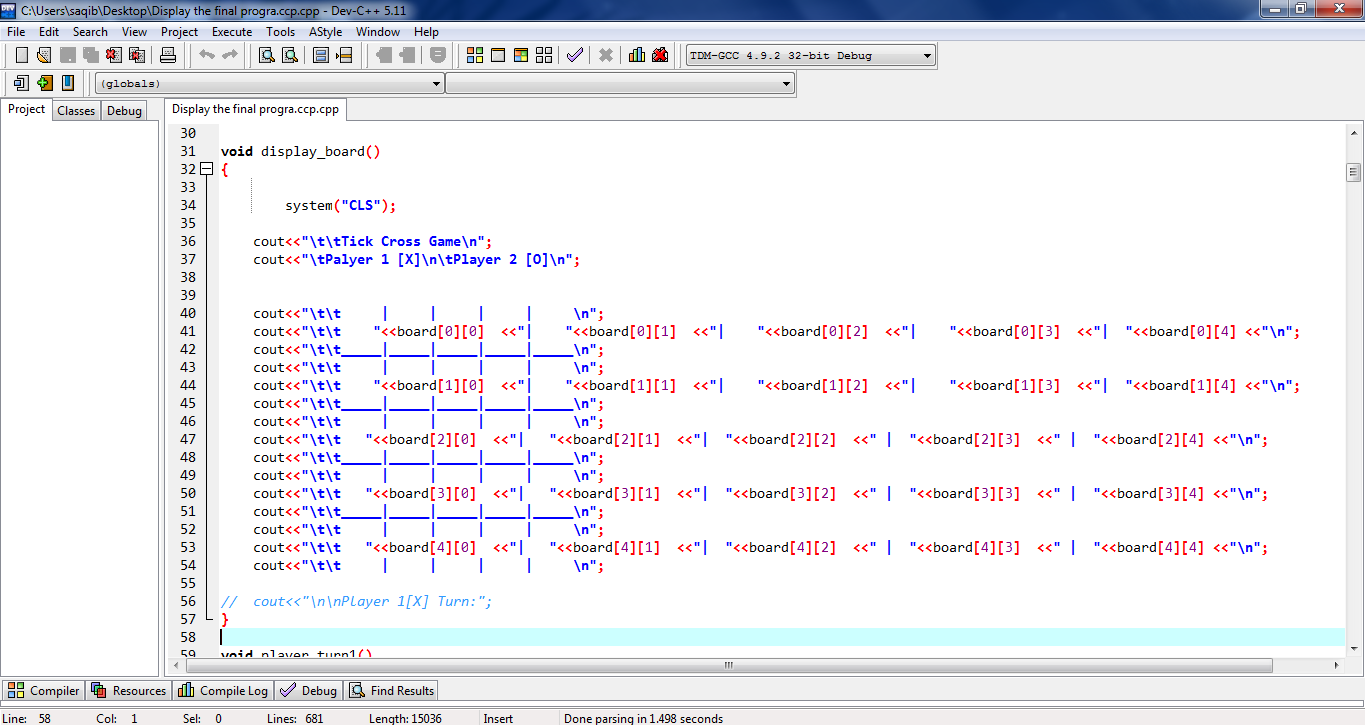 C:\Users\saqib\Desktop\Display the final progra.ccp.cpp - Dev-C++ 5.11
File Edit Search View Project Execute Tools AStyle Window Help
TDM-GCC 4.9.2 32-bit Debug
(globals)
Project Classes Debug
Display the final progra.ccp.cpp
30
31 void display_board()
32 {
33
34         system("CLS");
35
36     cout<<"\t\tTick Cross Game\n";
37     cout<<"\tPalyer 1 [X]\n\tPlayer 2 [O]\n";
38
39
40     cout<<"\t\t     |     |     |     |     \n";
41     cout<<"\t\t    "<<board[0][0]  <<"|    "<<board[0][1]  <<"|    "<<board[0][2]  <<"|    "<<board[0][3]  <<"|  "<<board[0][4] <<"\n";
42     cout<<"\t\t_____|_____|_____|_____|_____\n";
43     cout<<"\t\t     |     |     |     |     \n";
44     cout<<"\t\t    "<<board[1][0]  <<"|    "<<board[1][1]  <<"|    "<<board[1][2]  <<"|    "<<board[1][3]  <<"|  "<<board[1][4] <<"\n";
45     cout<<"\t\t_____|_____|_____|_____|_____\n";
46     cout<<"\t\t     |     |     |     |     \n";
47     cout<<"\t\t   "<<board[2][0]  <<"|   "<<board[2][1]  <<"|  "<<board[2][2]  <<" |  "<<board[2][3]  <<" |  "<<board[2][4] <<"\n";
48     cout<<"\t\t_____|_____|_____|_____|_____\n";
49     cout<<"\t\t     |     |     |     |     \n";
50     cout<<"\t\t   "<<board[3][0]  <<"|   "<<board[3][1]  <<"|  "<<board[3][2]  <<" |  "<<board[3][3]  <<" |  "<<board[3][4] <<"\n";
51     cout<<"\t\t_____|_____|_____|_____|_____\n";
52     cout<<"\t\t     |     |     |     |     \n";
53     cout<<"\t\t   "<<board[4][0]  <<"|   "<<board[4][1]  <<"|  "<<board[4][2]  <<" |  "<<board[4][3]  <<" |  "<<board[4][4] <<"\n";
54     cout<<"\t\t     |     |     |     |     \n";
55
56 //  cout<<"\n\nPlayer 1[X] Turn:";
57 }
58
59 void player_turn1()
Compiler Resources Compile Log Debug Find Results
Line: 58 Col: 1 Sel: 0 Lines: 681 Length: 15036 Insert Done parsing in 1.498 seconds